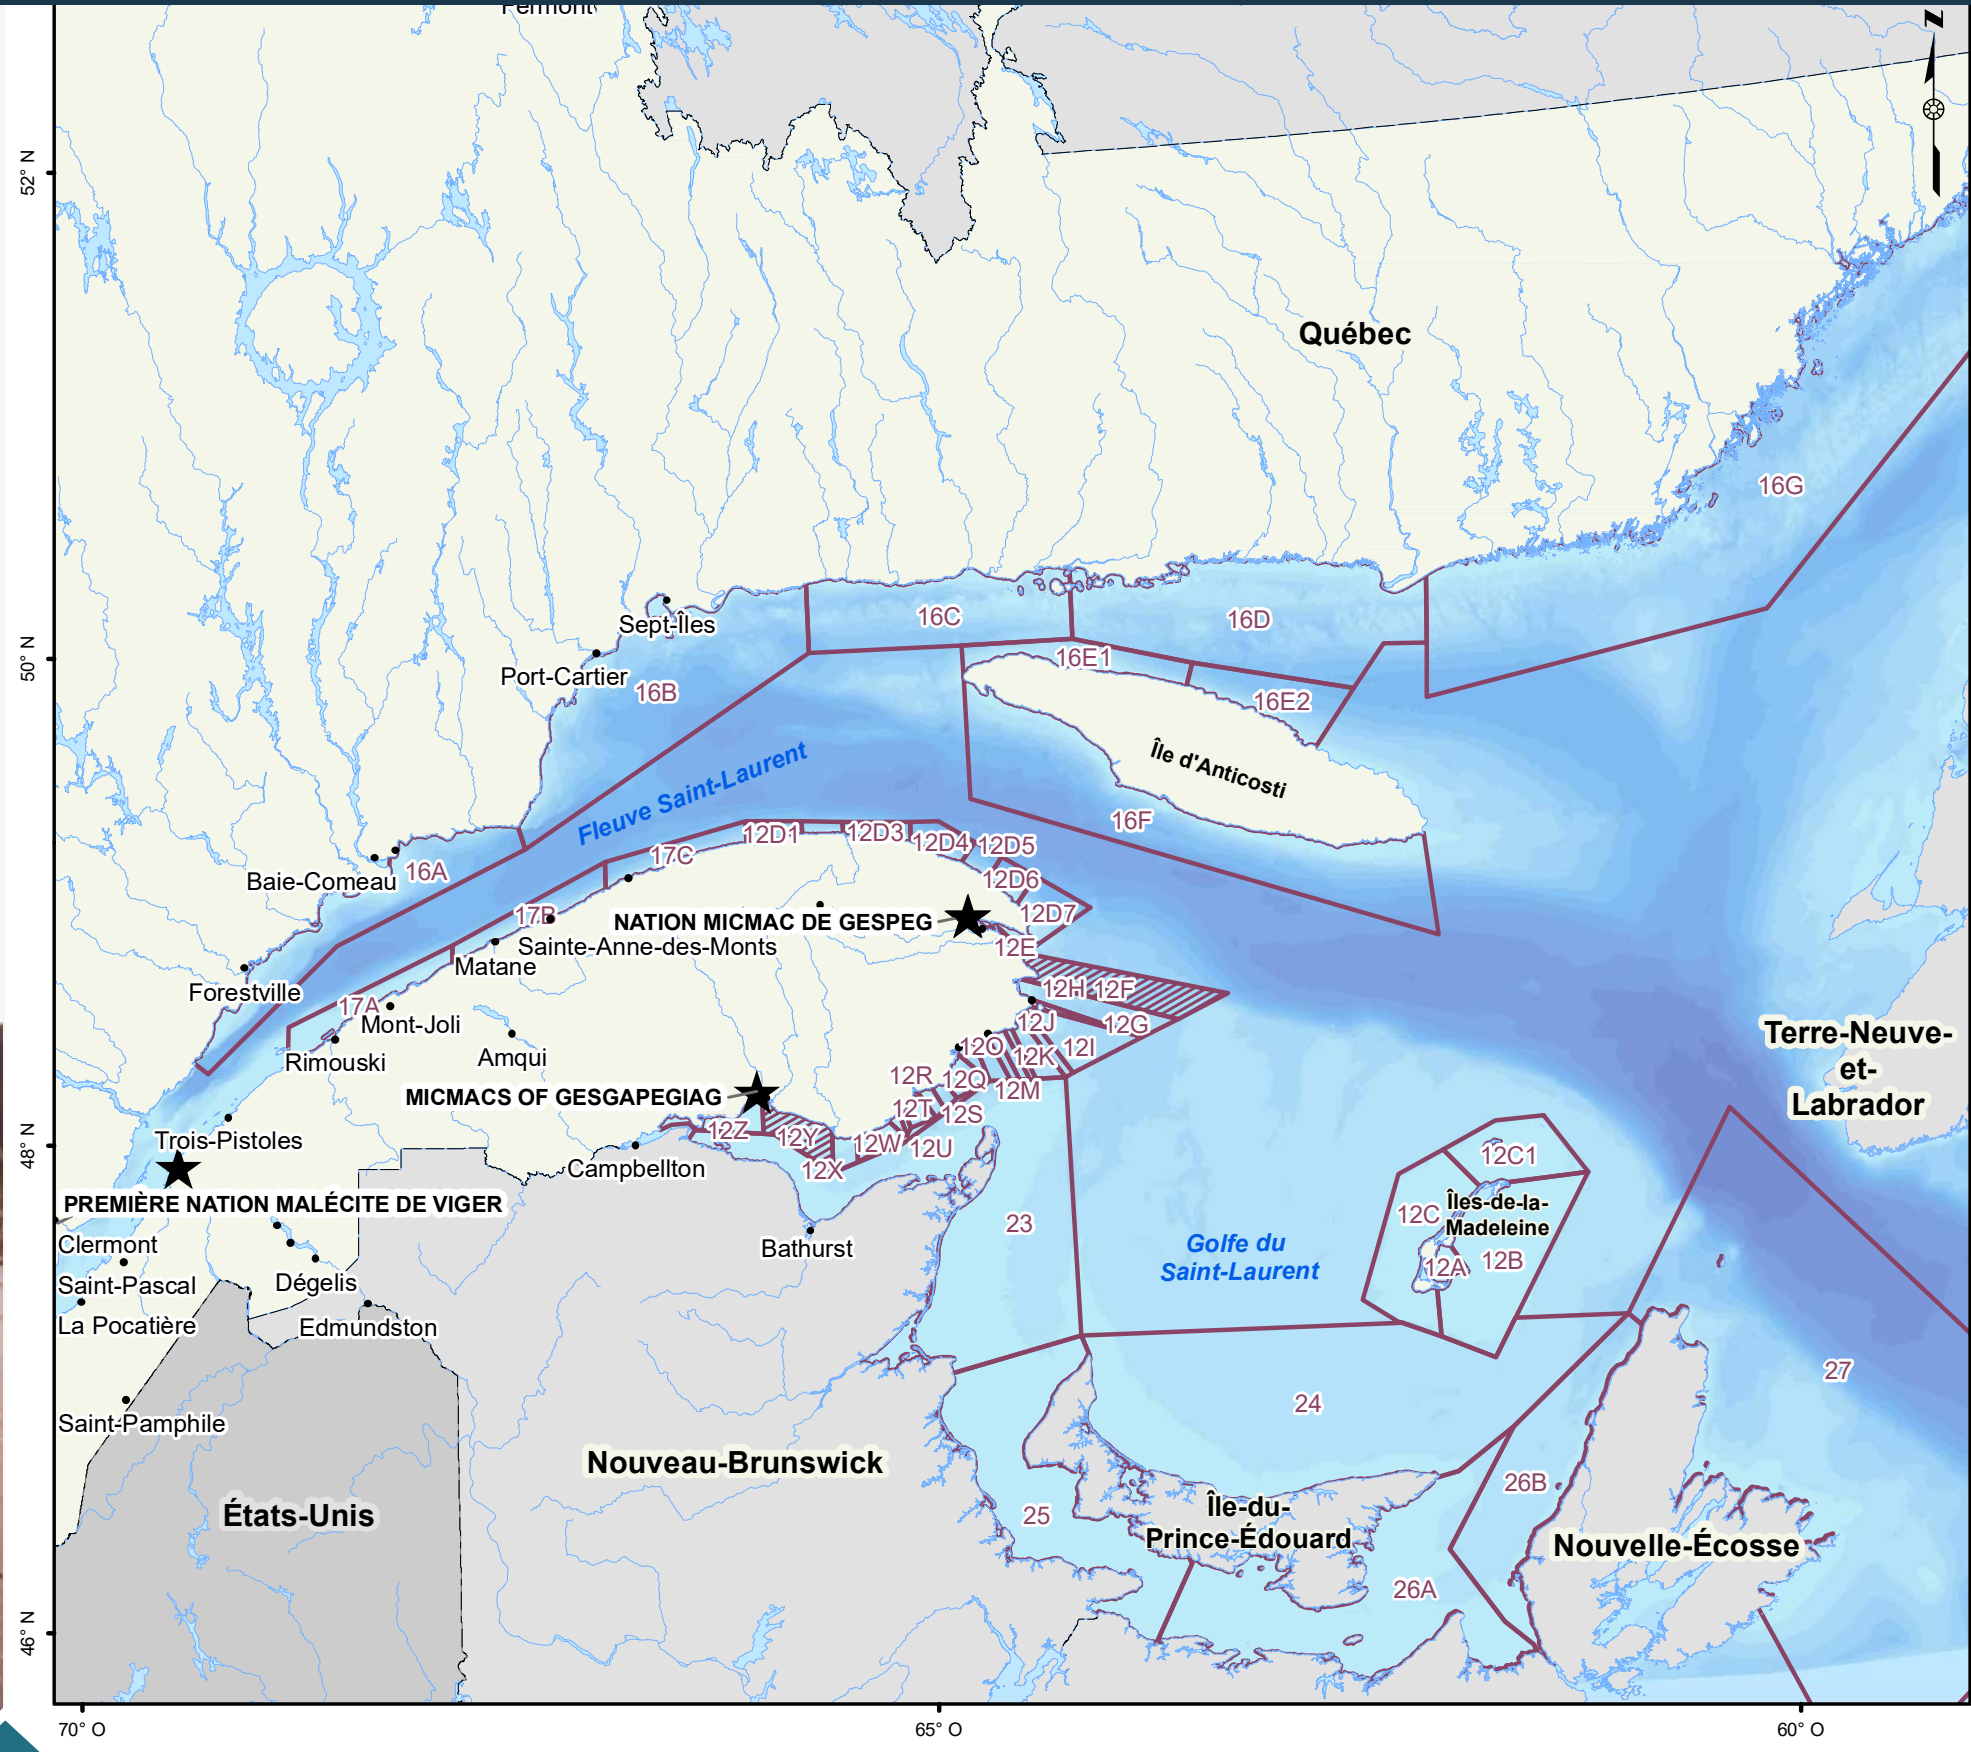 Fermont
N
52° N
Québec
16G
Sept-Îles
16C
16D
50° N
16E1
Port-Cartier
16B
16E2
Île d'Anticosti
Fleuve Saint-Laurent
16F
12D1
12D3
12D4
12D5
17C
16A
Baie-Comeau
12D6
17B
NATION MICMAC DE GESPEG
12D7
Sainte-Anne-des-Monts
12E
Matane
Forestville
12H
12F
17A
Mont-Joli
12J
12G
Terre-Neuve-
et-
Labrador
Rimouski
Amqui
12O
12K
12I
12R
12Q
12M
MICMACS OF GESGAPEGIAG
12T
12S
48° N
Trois-Pistoles
12Z
12Y
12W
12U
Campbellton
12X
12C1
PREMIÈRE NATION MALÉCITE DE VIGER
Îles-de-la-
Madeleine
12C
23
Clermont
Bathurst
Golfe du
Saint-Laurent
12A
12B
Saint-Pascal
Dégelis
La Pocatière
Edmundston
27
24
Saint-Pamphile
Nouveau-Brunswick
26B
États-Unis
25
Île-du-
Prince-Édouard
Nouvelle-Écosse
26A
46° N
70° O
65° O
60° O